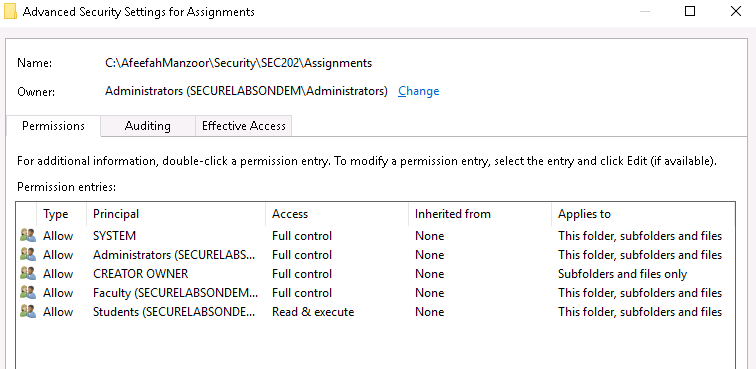 Advanced Security Settings for Assignments
Name: C:\AfeefahManzoor\Security\SEC202\Assignments
Owner: Administrators (SECURELABSONDEM\Administrators) Change
Permissions Auditing Effective Access
For additional information, double-click a permission entry. To modify a permission entry, select the entry and click Edit (if available).
Permission entries:
Type Principal Access Inherited from Applies to
Allow SYSTEM Full control None This folder, subfolders and files
Allow Administrators (SECURELABS... Full control None This folder, subfolders and files
Allow CREATOR OWNER Full control None Subfolders and files only
Allow Faculty (SECURELABSONDEM... Full control None This folder, subfolders and files
Allow Students (SECURELABSONDE... Read & execute None This folder, subfolders and files